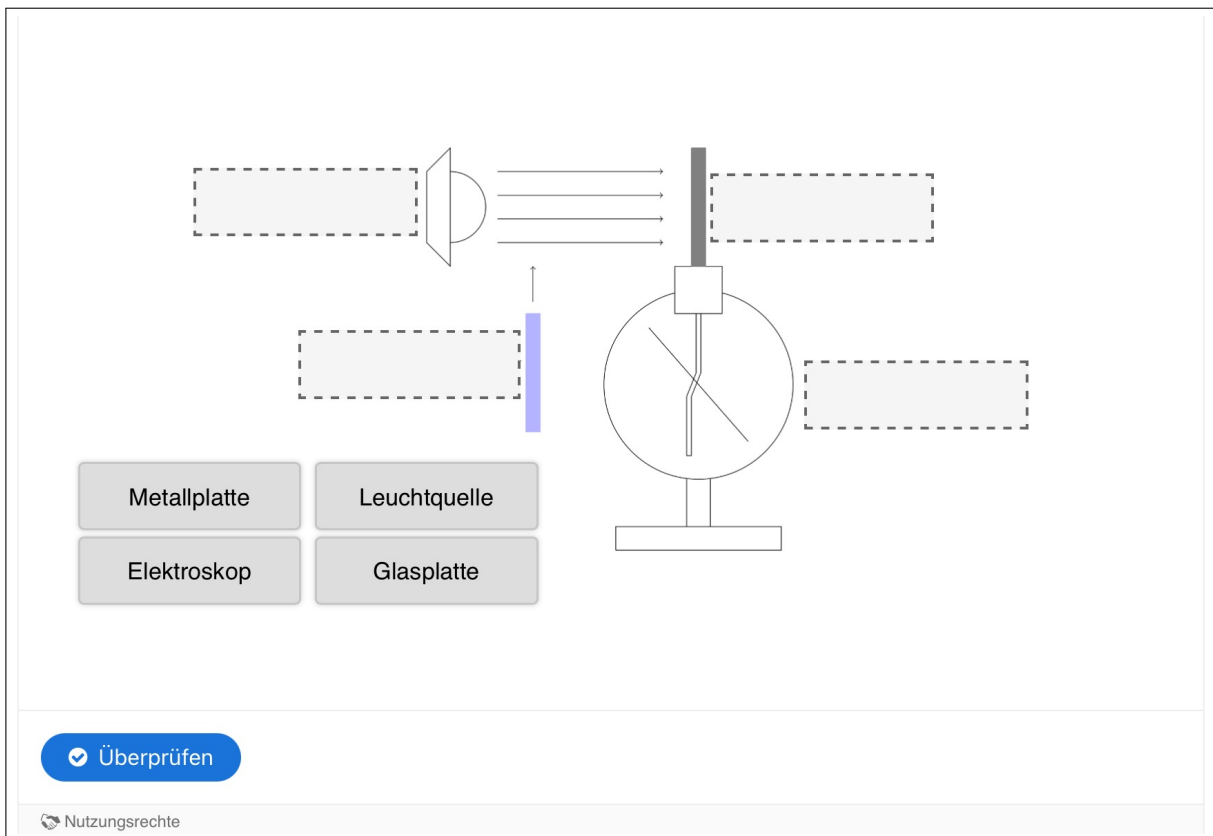 Metallplatte
Leuchtquelle
Elektroskop
Glasplatte
Überprüfen
Nutzungsrechte